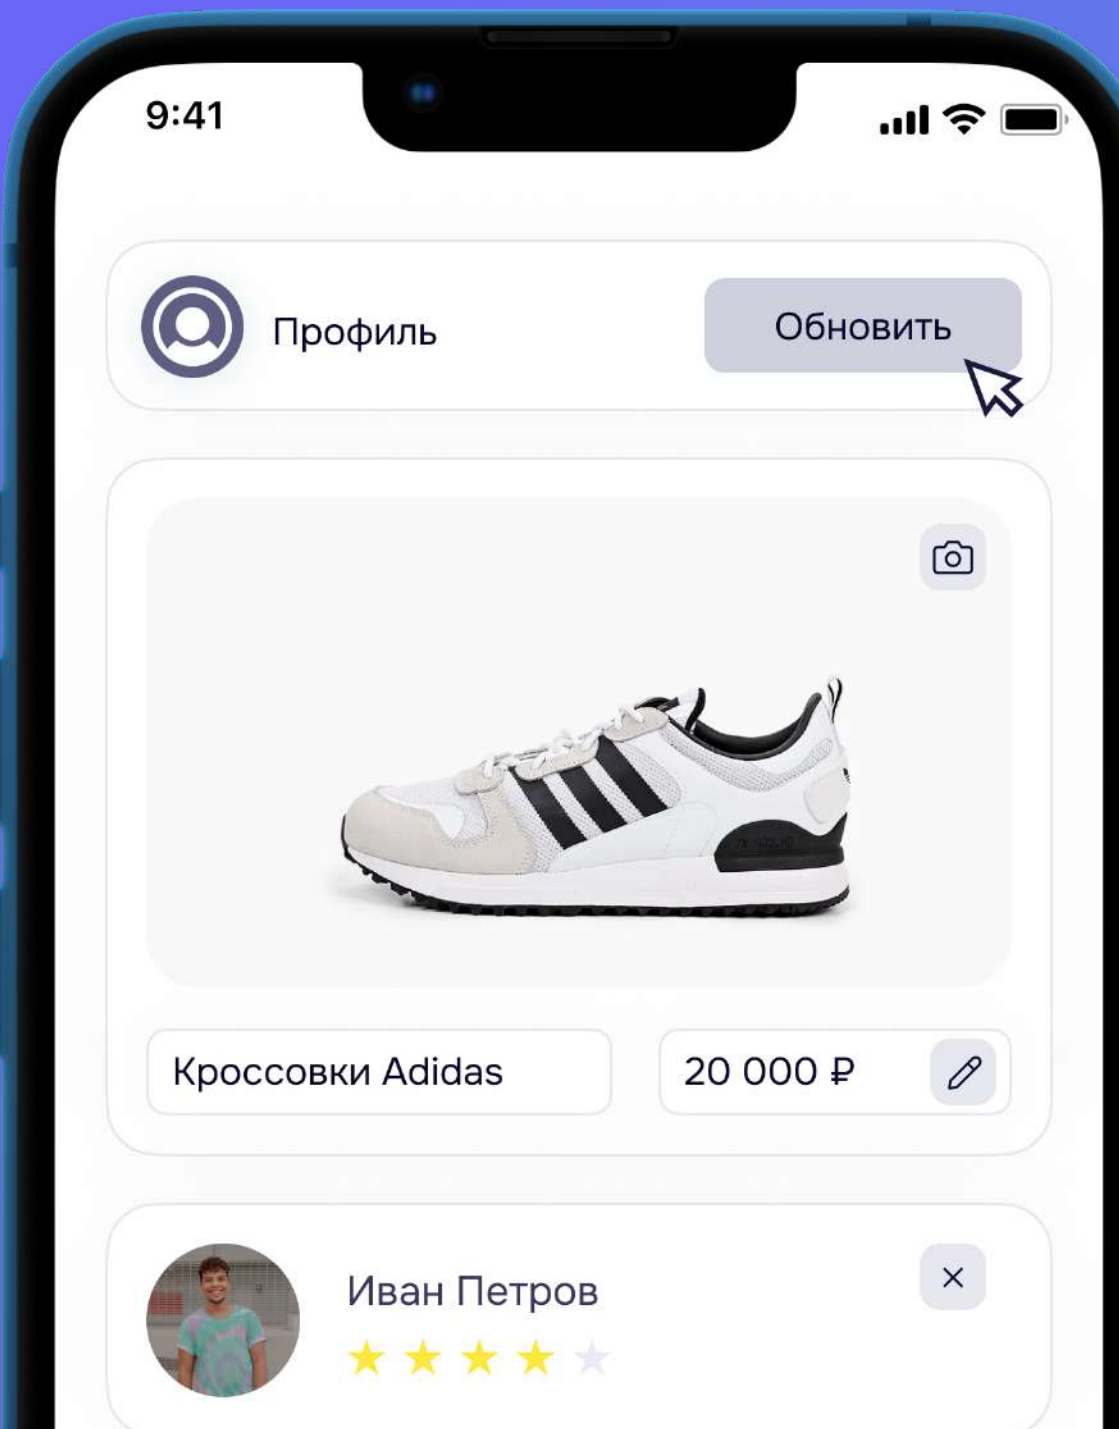 9:41
Профиль
Обновить
Кроссовки Adidas
20 000 ₽
Иван Петров